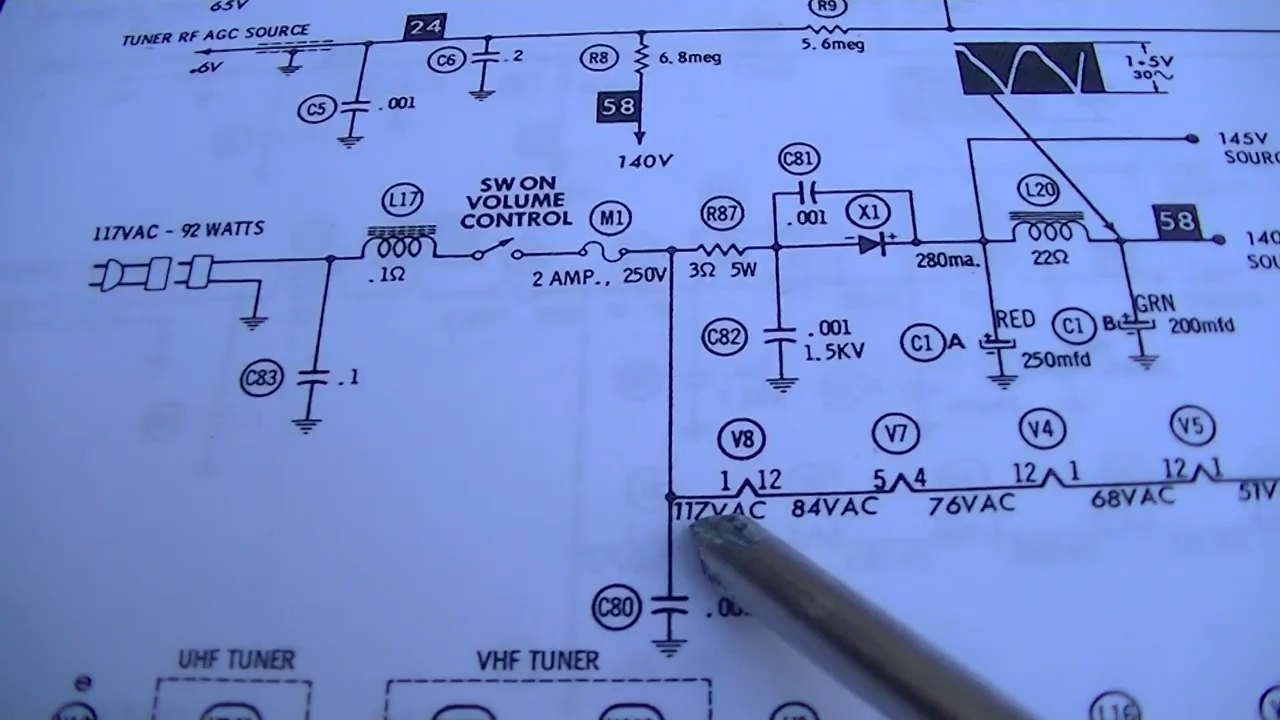 65V
TUNER RF AGC SOURCE
.6V
24
C6
.2
C5
.001
R8
6.8meg
58
140V
R9
5.6meg
1.5V
30
145V
117VAC - 92 WATTS
L17
.1Ω
SW ON
VOLUME
CONTROL
M1
2 AMP., 250V
R87
3Ω 5W
C81
.001
X1
- +
280ma.
L20
22Ω
58
C83
.1
C82
.001
1.5KV
C1 A
RED
+
250mfd
C1 B
GRN
+
200mfd
V8
1 12
V7
5 4
V4
12 1
V5
12 1
117VAC
84VAC
76VAC
68VAC
51V
C80
UHF TUNER
VHF TUNER
L16